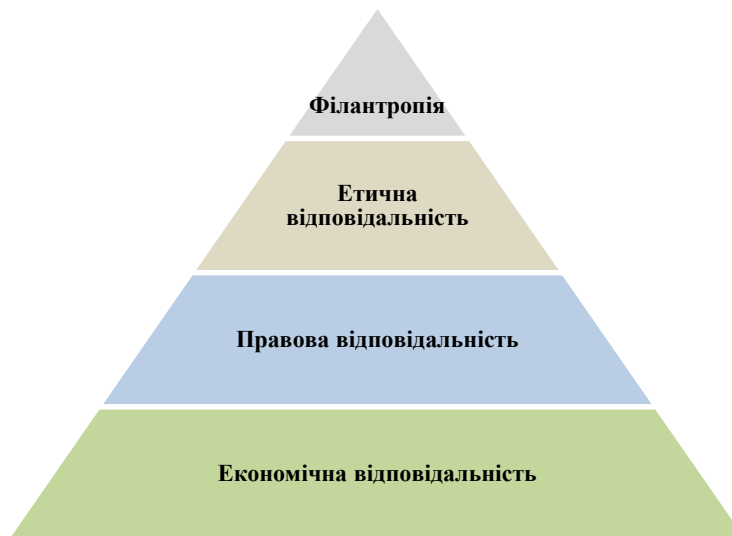 Філантропія
Етична
відповідальність
Правова відповідальність
Економічна відповідальність